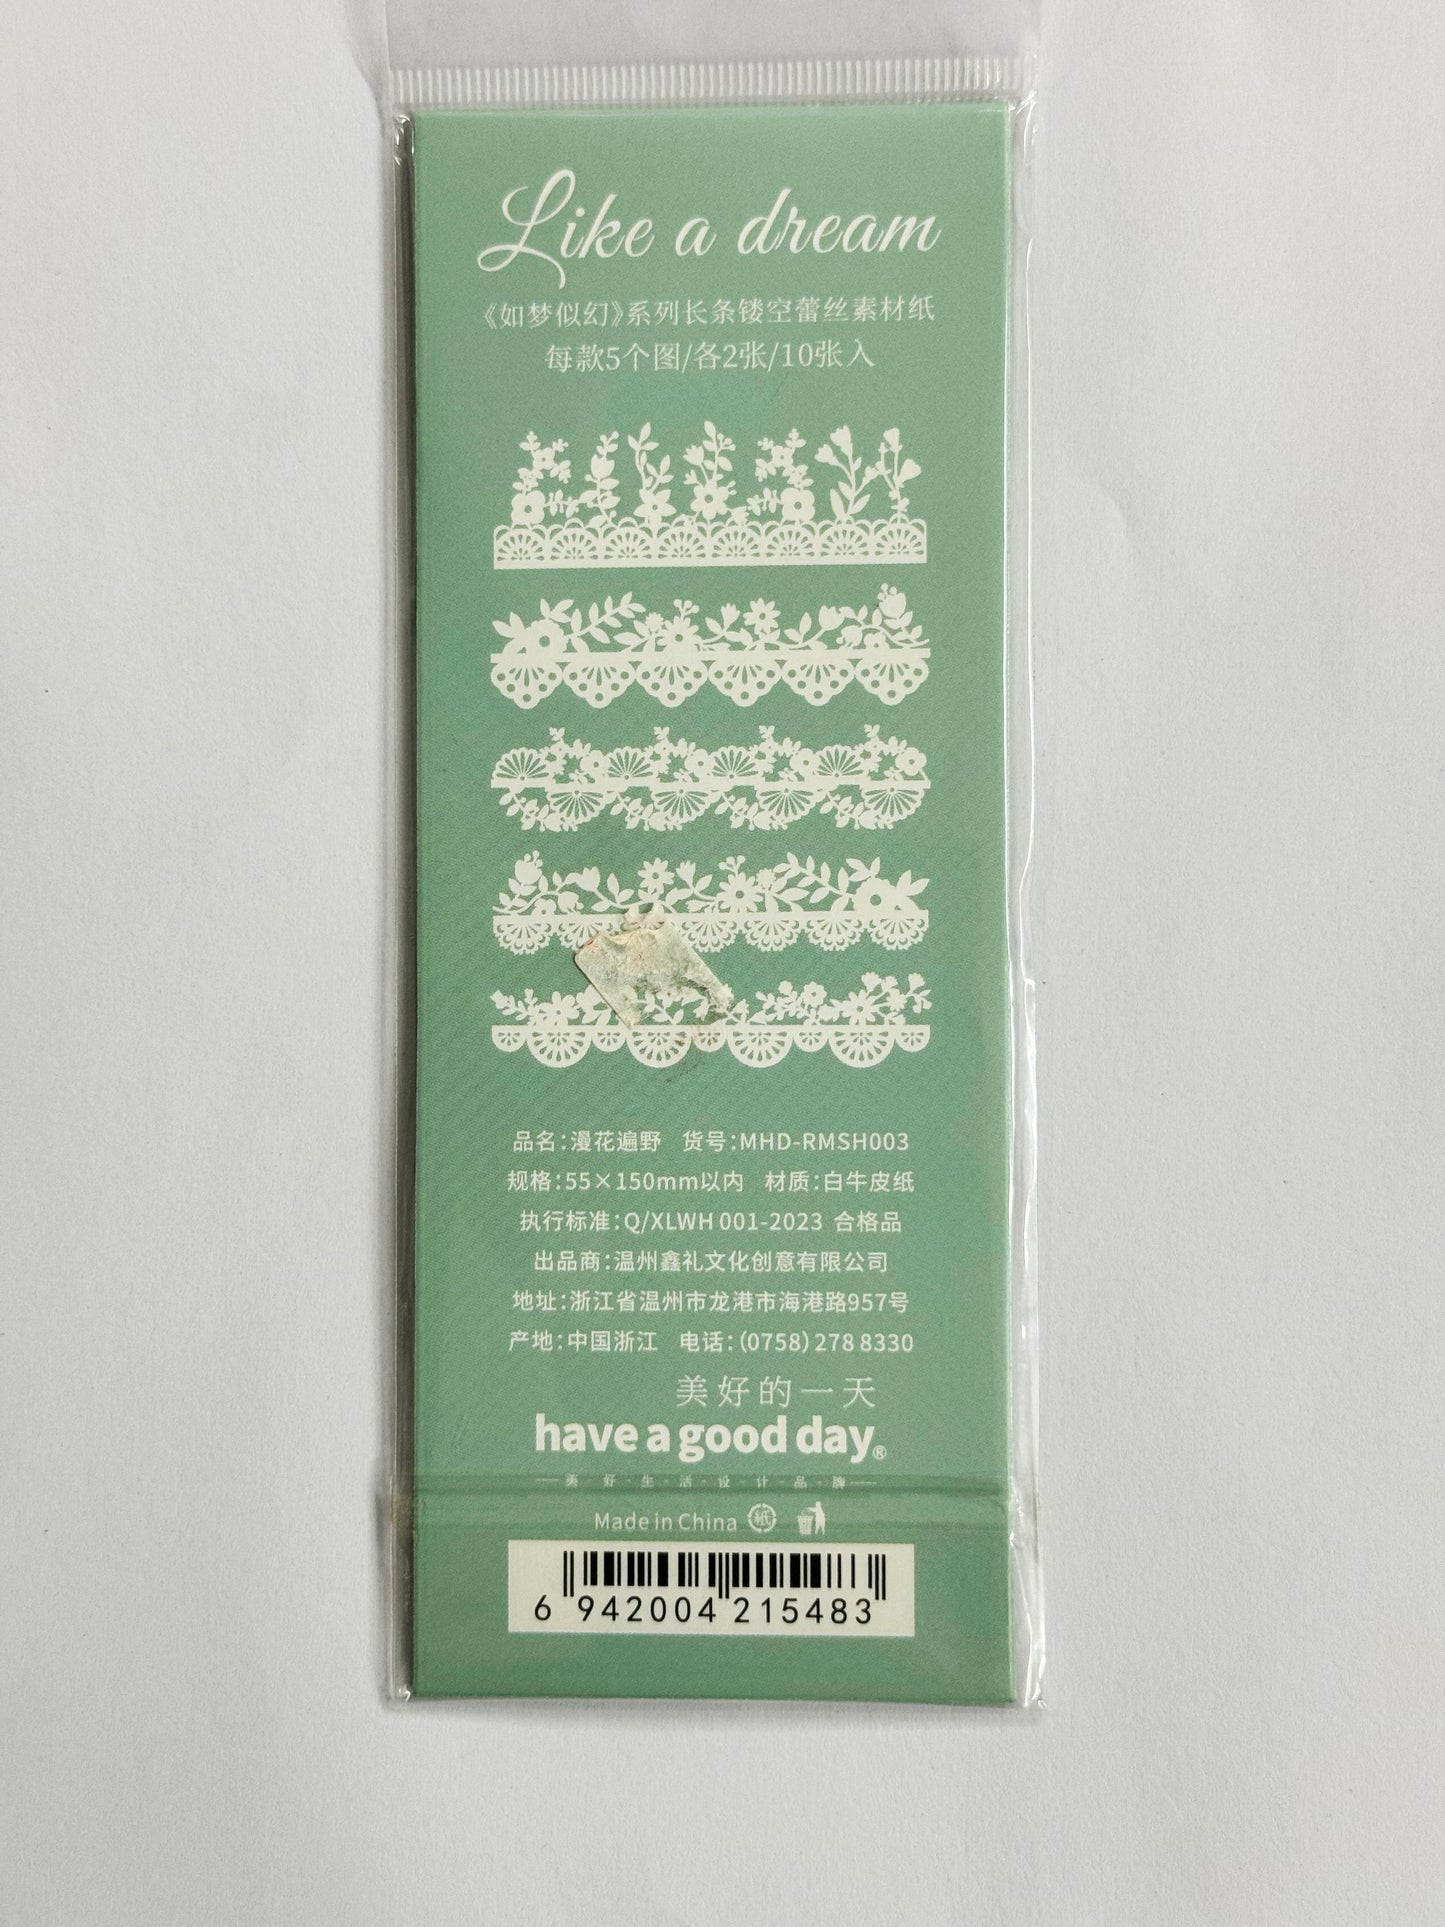 Like a dream
《如梦似幻》系列长条镂空蕾丝素材纸
每款5个图/各2张/10张入
品名:漫花遍野 货号:MHD-RMSH003
规格:55×150mm以内 材质:白牛皮纸
执行标准:Q/XLWH 001-2023 合格品
出品商:温州鑫礼文化创意有限公司
地址:浙江省温州市龙港市海港路957号
产地:中国浙江 电话:(0758)278 8330
美好的一天
have a good day®
美·好·生·活·设·计·品·牌
Made in China 紙
6 942004 215483